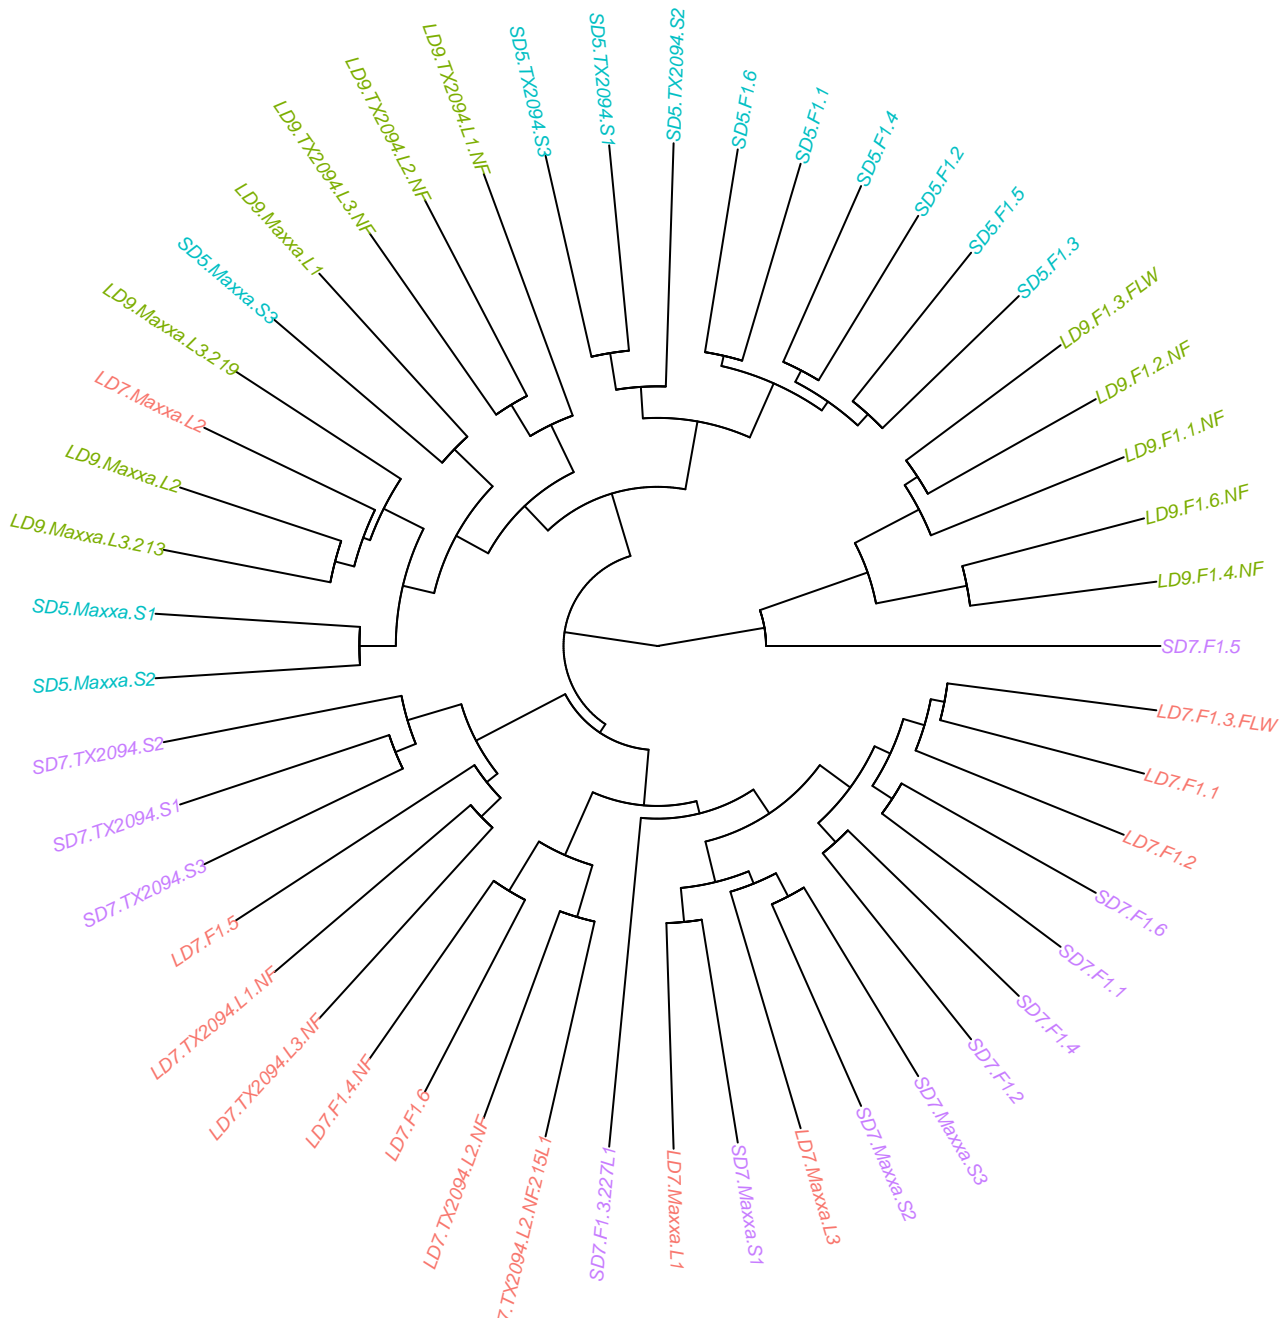 SD5.TX2094.S2
SD5.TX2094.S1
SD5.TX2094.S3
LD9.TX2094.L1.NF
LD9.TX2094.L2.NF
LD9.TX2094.L3.NF
LD9.Maxxa.L1
SD5.Maxxa.S3
LD9.Maxxa.L3.219
LD7.Maxxa.L2
LD9.Maxxa.L2
LD9.Maxxa.L3.213
SD5.Maxxa.S1
SD5.Maxxa.S2
SD7.TX2094.S2
SD7.TX2094.S1
SD7.TX2094.S3
LD7.F1.5
LD7.TX2094.L1.NF
LD7.TX2094.L3.NF
LD7.F1.4.NF
LD7.F1.6
LD7.TX2094.L2.NF
7.TX2094.L2.NF.215L1
SD7.F1.3.227L1
LD7.Maxxa.L1
SD7.Maxxa.S1
LD7.Maxxa.L3
SD7.Maxxa.S2
SD7.Maxxa.S3
SD7.F1.2
SD7.F1.4
SD7.F1.1
SD7.F1.6
LD7.F1.2
LD7.F1.1
LD7.F1.3.FLW
SD7.F1.5
LD9.F1.4.NF
LD9.F1.6.NF
LD9.F1.1.NF
LD9.F1.2.NF
LD9.F1.3.FLW
SD5.F1.3
SD5.F1.5
SD5.F1.2
SD5.F1.4
SD5.F1.1
SD5.F1.6